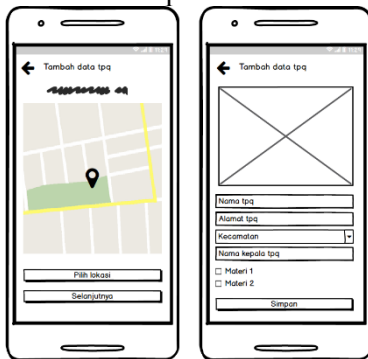 Tambah data tpq
Pilih lokasi
Selanjutnya
Tambah data tpq
Nama tpq
Alamat tpq
Kecamatan
Nama kepala tpq
Materi 1
Materi 2
Simpan